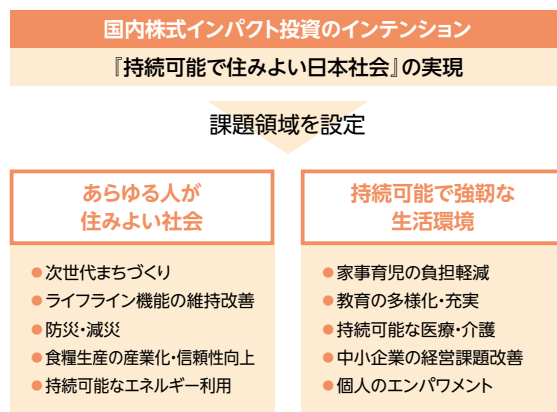 国内株式インパクト投資のインテンション
『持続可能で住みよい日本社会』の実現
課題領域を設定
あらゆる人が
住みよい社会
●次世代まちづくり
●ライフライン機能の維持改善
●防災・減災
●食糧生産の産業化・信頼性向上
●持続可能なエネルギー利用
持続可能で強靭な
生活環境
●家事育児の負担軽減
●教育の多様化・充実
●持続可能な医療・介護
●中小企業の経営課題改善
●個人のエンパワメント